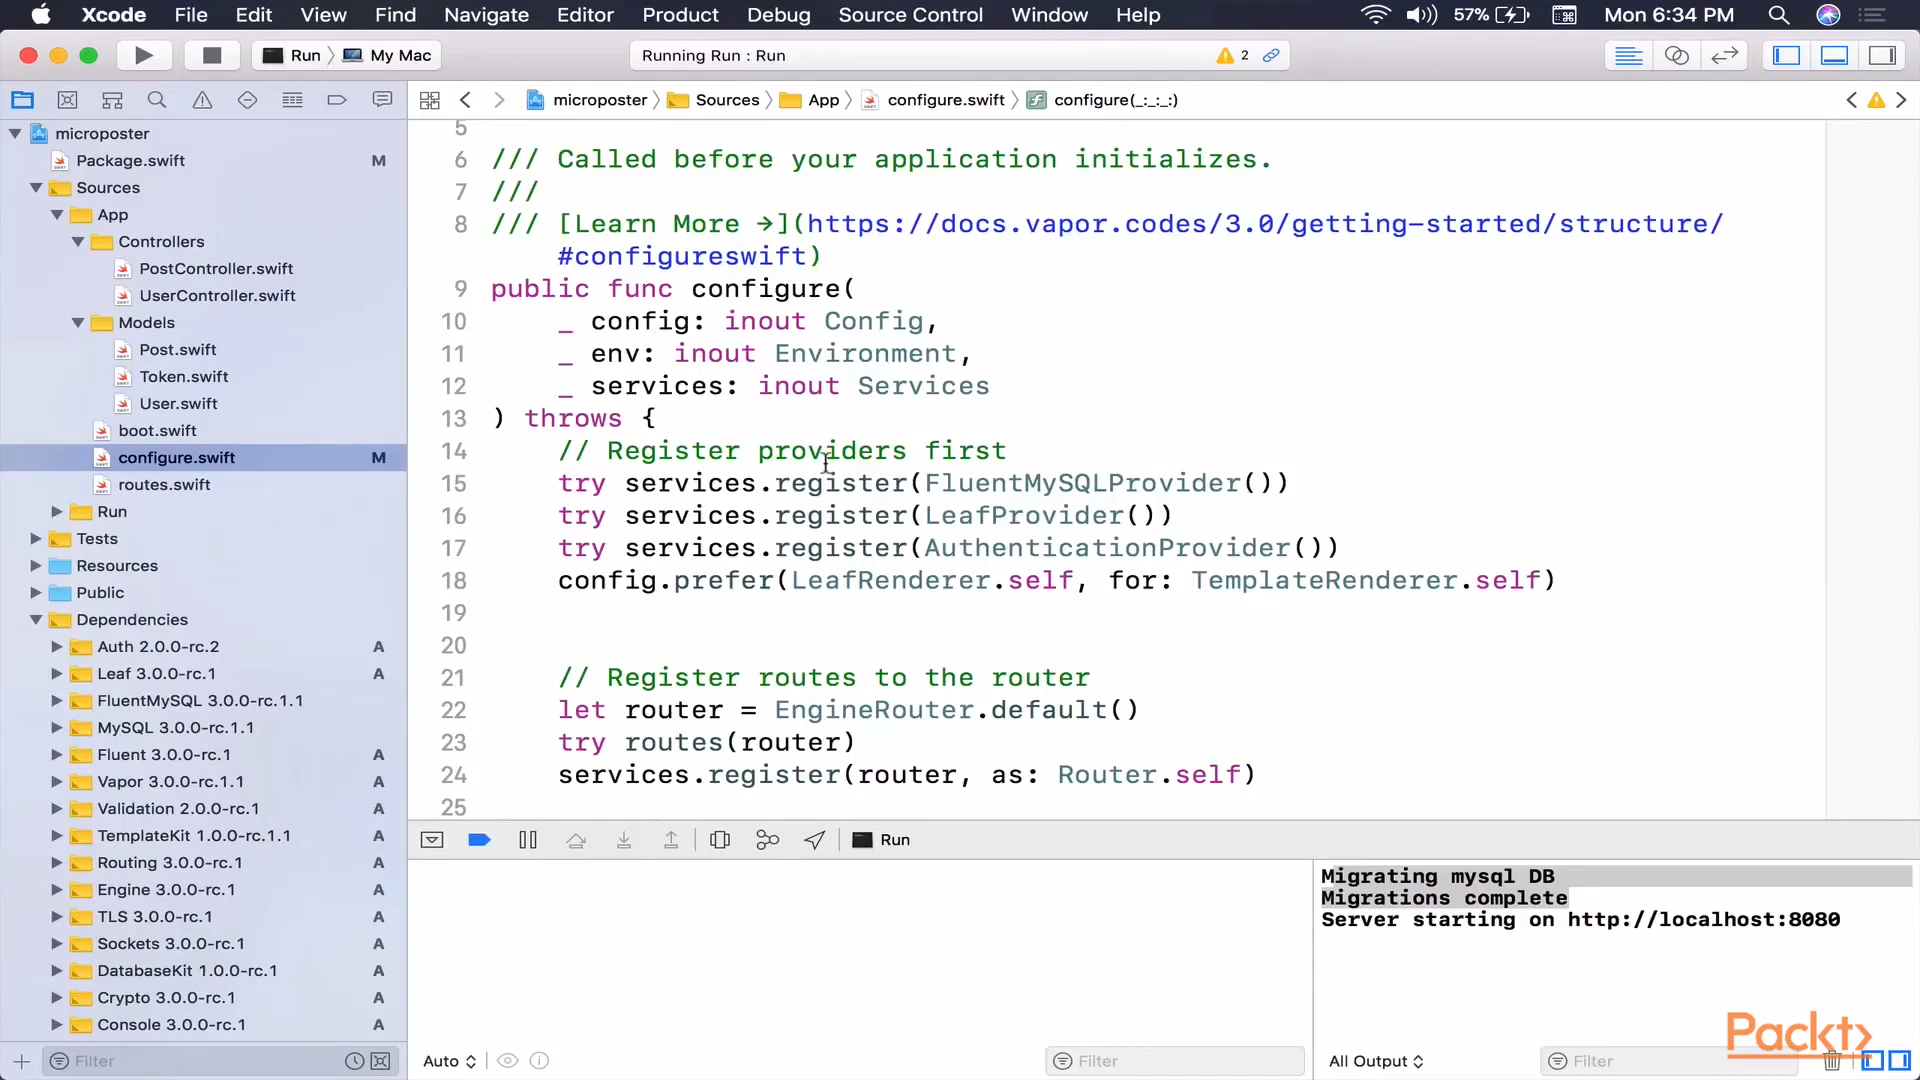 Xcode File Edit View Find Navigate Editor Product Debug Source Control Window Help 57% Mon 6:34 PM
Run My Mac Running Run : Run 2
microposter Sources App configure.swift configure(_:_:_:)
microposter
Package.swift M
Sources
App
Controllers
PostController.swift
UserController.swift
Models
Post.swift
Token.swift
User.swift
boot.swift
configure.swift M
routes.swift
Run
Tests
Resources
Public
Dependencies
Auth 2.0.0-rc.2 A
Leaf 3.0.0-rc.1 A
FluentMySQL 3.0.0-rc.1.1
MySQL 3.0.0-rc.1.1
Fluent 3.0.0-rc.1 A
Vapor 3.0.0-rc.1.1 A
Validation 2.0.0-rc.1 A
TemplateKit 1.0.0-rc.1.1 A
Routing 3.0.0-rc.1 A
Engine 3.0.0-rc.1 A
TLS 3.0.0-rc.1 A
Sockets 3.0.0-rc.1 A
DatabaseKit 1.0.0-rc.1 A
Crypto 3.0.0-rc.1 A
Console 3.0.0-rc.1 A
Filter
5
6 /// Called before your application initializes.
7 ///
8 /// [Learn More →](https://docs.vapor.codes/3.0/getting-started/structure/
#configureswift)
9 public func configure(
10 _ config: inout Config,
11 _ env: inout Environment,
12 _ services: inout Services
13 ) throws {
14 // Register providers first
15 try services.register(FluentMySQLProvider())
16 try services.register(LeafProvider())
17 try services.register(AuthenticationProvider())
18 config.prefer(LeafRenderer.self, for: TemplateRenderer.self)
19
20
21 // Register routes to the router
22 let router = EngineRouter.default()
23 try routes(router)
24 services.register(router, as: Router.self)
25
Run
Migrating mysql DB
Migrations complete
Server starting on http://localhost:8080
Auto Filter All Output Filter
Packt